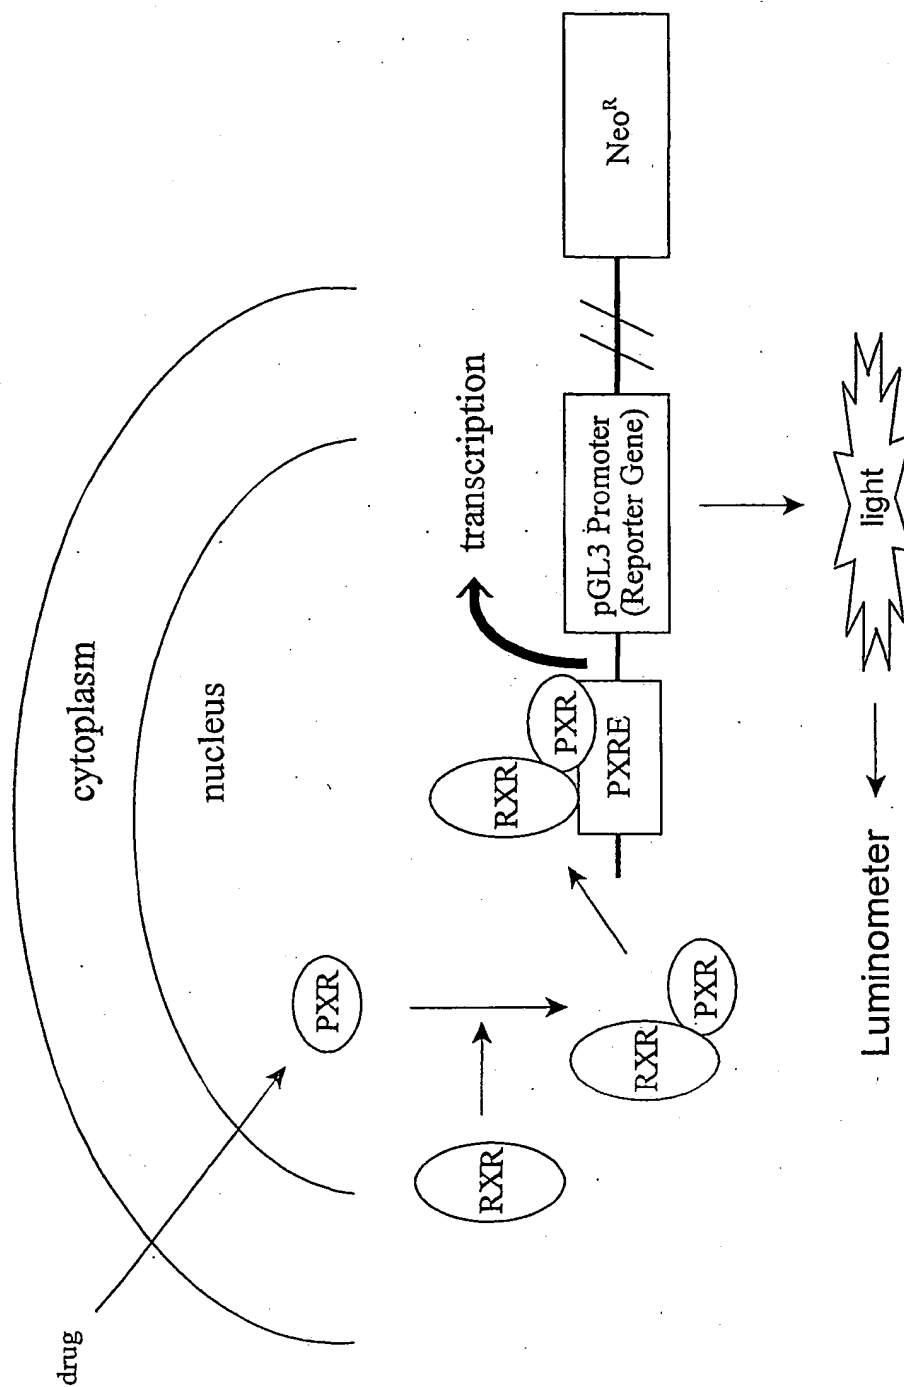 drug
cytoplasm
nucleus
PXR
RXR
RXR
PXR
transcription
RXR
PXR
PXRE
pGL3 Promoter
(Reporter Gene)
Neo^R
light
Luminometer